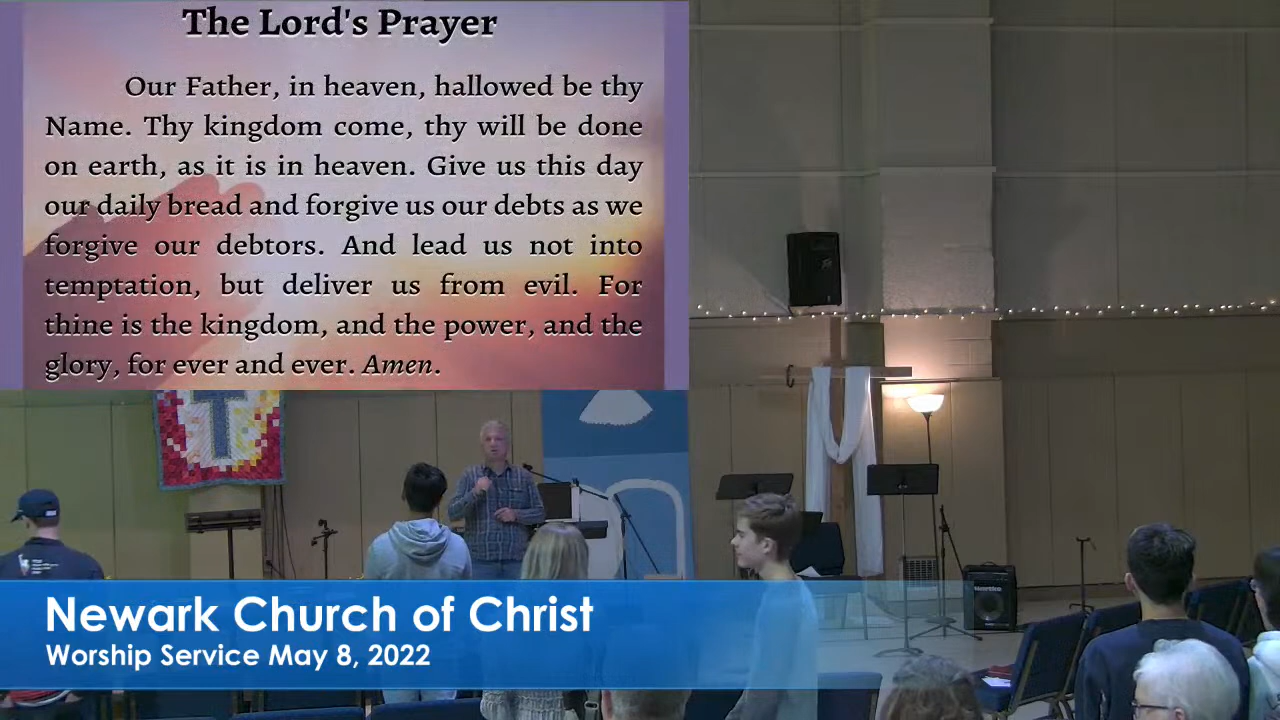 The Lord's Prayer
Our Father, in heaven, hallowed be thy
Name. Thy kingdom come, thy will be done
on earth, as it is in heaven. Give us this day
our daily bread and forgive us our debts as we
forgive our debtors. And lead us not into
temptation, but deliver us from evil. For
thine is the kingdom, and the power, and the
glory, for ever and ever. Amen.
Newark Church of Christ
Worship Service May 8, 2022